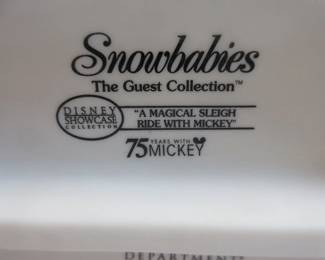 Snowbabies
The Guest Collection™
DISNEY
SHOWCASE
COLLECTION
"A MAGICAL SLEIGH
RIDE WITH MICKEY"
75 YEARS WITH
MICKEY
DEPARTMENT